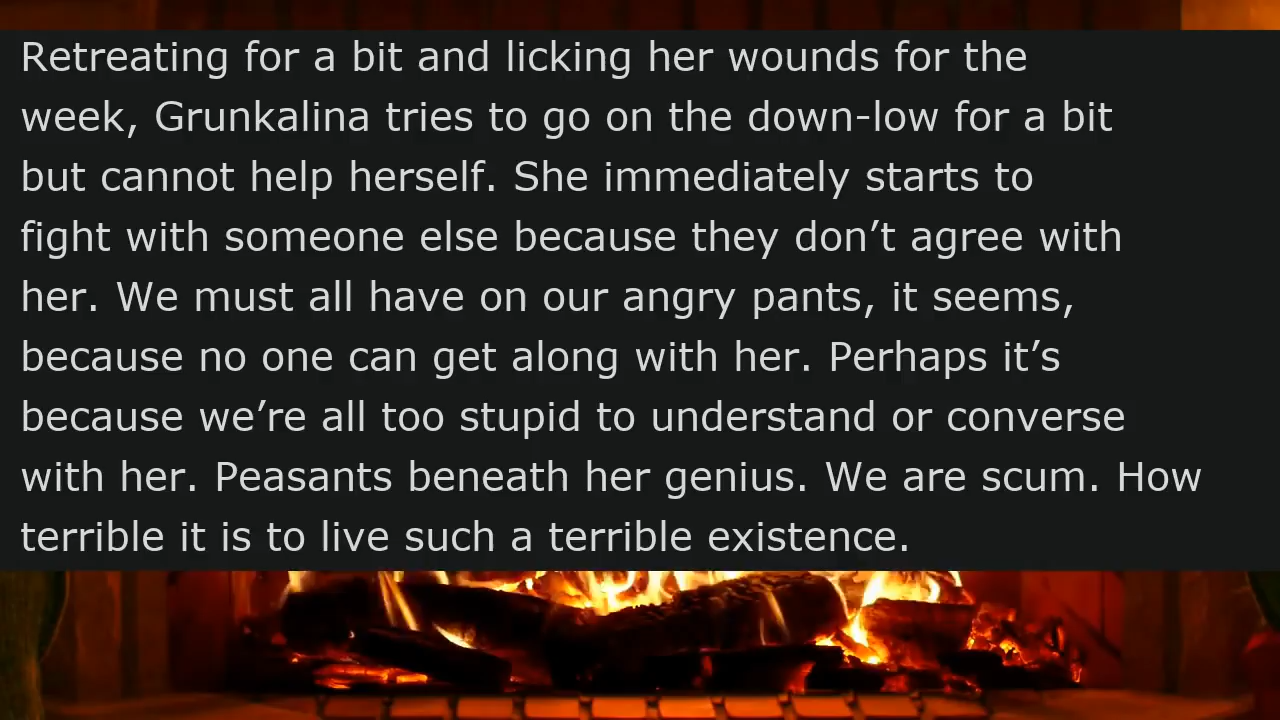 Retreating for a bit and licking her wounds for the
week, Grunkalina tries to go on the down-low for a bit
but cannot help herself. She immediately starts to
fight with someone else because they don’t agree with
her. We must all have on our angry pants, it seems,
because no one can get along with her. Perhaps it’s
because we’re all too stupid to understand or converse
with her. Peasants beneath her genius. We are scum. How
terrible it is to live such a terrible existence.